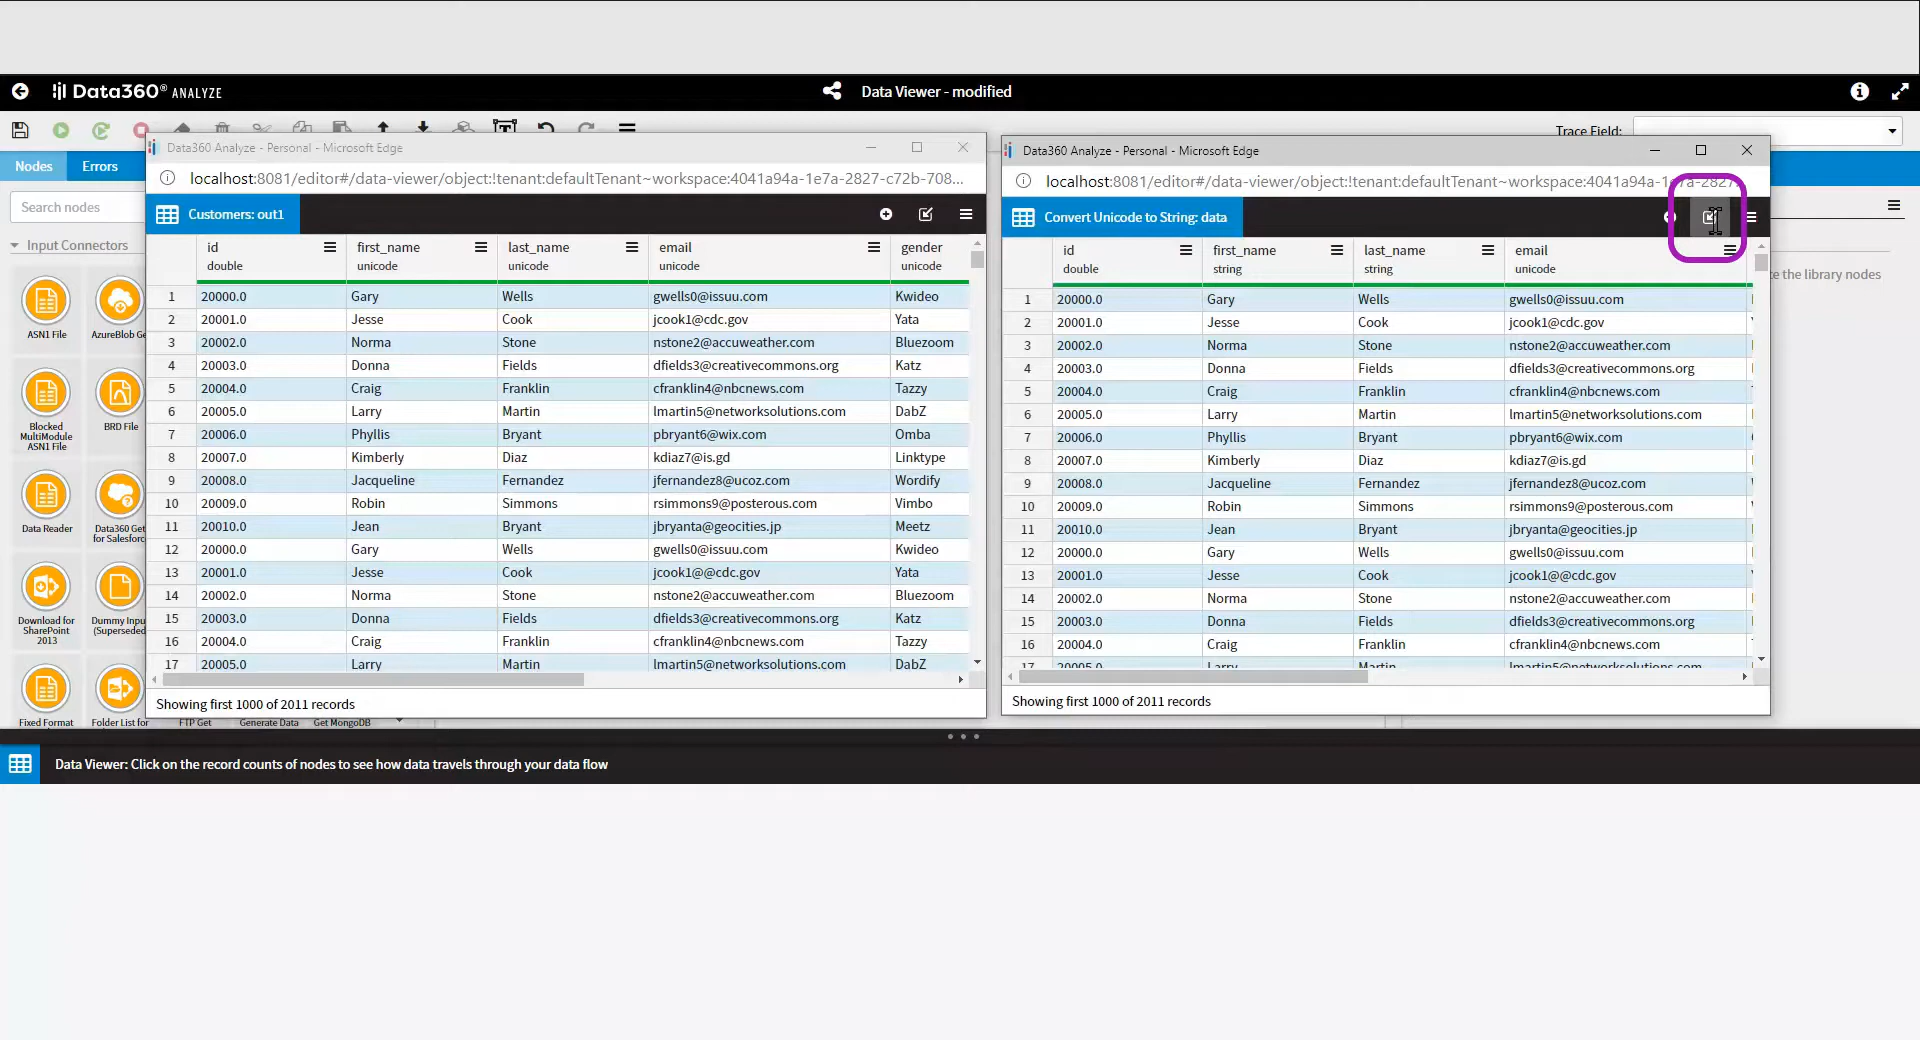 Data360® ANALYZE
Data Viewer - modified
Trace Field:
Nodes
Errors
Search nodes
Input Connectors
ASN1 File
AzureBlob Ge
Blocked
MultiModule
ASN1 File
BRD File
Data Reader
Data360 Get
for Salesforc
Download for
SharePoint
2013
Dummy Inpu
(Superseded
Fixed Format
Folder List for
FTP Get
Generate Data
Get MongoDB
Data360 Analyze - Personal - Microsoft Edge
localhost:8081/editor#/data-viewer/object:!tenant:defaultTenant~workspace:4041a94a-1e7a-2827-c72b-708...
Customers: out1
id first_name last_name email gender
double unicode unicode unicode unicode
1 20000.0 Gary Wells gwells0@issuu.com Kwideo
2 20001.0 Jesse Cook jcook1@cdc.gov Yata
3 20002.0 Norma Stone nstone2@accuweather.com Bluezoom
4 20003.0 Donna Fields dfields3@creativecommons.org Katz
5 20004.0 Craig Franklin cfranklin4@nbcnews.com Tazzy
6 20005.0 Larry Martin lmartin5@networksolutions.com DabZ
7 20006.0 Phyllis Bryant pbryant6@wix.com Omba
8 20007.0 Kimberly Diaz kdiaz7@is.gd Linktype
9 20008.0 Jacqueline Fernandez jfernandez8@ucoz.com Wordify
10 20009.0 Robin Simmons rsimmons9@posterous.com Vimbo
11 20010.0 Jean Bryant jbryanta@geocities.jp Meetz
12 20000.0 Gary Wells gwells0@issuu.com Kwideo
13 20001.0 Jesse Cook jcook1@@cdc.gov Yata
14 20002.0 Norma Stone nstone2@accuweather.com Bluezoom
15 20003.0 Donna Fields dfields3@creativecommons.org Katz
16 20004.0 Craig Franklin cfranklin4@nbcnews.com Tazzy
17 20005.0 Larry Martin lmartin5@networksolutions.com DabZ
Showing first 1000 of 2011 records
Data360 Analyze - Personal - Microsoft Edge
localhost:8081/editor#/data-viewer/object:!tenant:defaultTenant~workspace:4041a94a-1e7a-2827
Convert Unicode to String: data
id first_name last_name email
double string string unicode
1 20000.0 Gary Wells gwells0@issuu.com
2 20001.0 Jesse Cook jcook1@cdc.gov
3 20002.0 Norma Stone nstone2@accuweather.com
4 20003.0 Donna Fields dfields3@creativecommons.org
5 20004.0 Craig Franklin cfranklin4@nbcnews.com
6 20005.0 Larry Martin lmartin5@networksolutions.com
7 20006.0 Phyllis Bryant pbryant6@wix.com
8 20007.0 Kimberly Diaz kdiaz7@is.gd
9 20008.0 Jacqueline Fernandez jfernandez8@ucoz.com
10 20009.0 Robin Simmons rsimmons9@posterous.com
11 20010.0 Jean Bryant jbryanta@geocities.jp
12 20000.0 Gary Wells gwells0@issuu.com
13 20001.0 Jesse Cook jcook1@@cdc.gov
14 20002.0 Norma Stone nstone2@accuweather.com
15 20003.0 Donna Fields dfields3@creativecommons.org
16 20004.0 Craig Franklin cfranklin4@nbcnews.com
17 20005.0 Larry Martin lmartin5@networksolutions.com
Showing first 1000 of 2011 records
te the library nodes
Data Viewer: Click on the record counts of nodes to see how data travels through your data flow